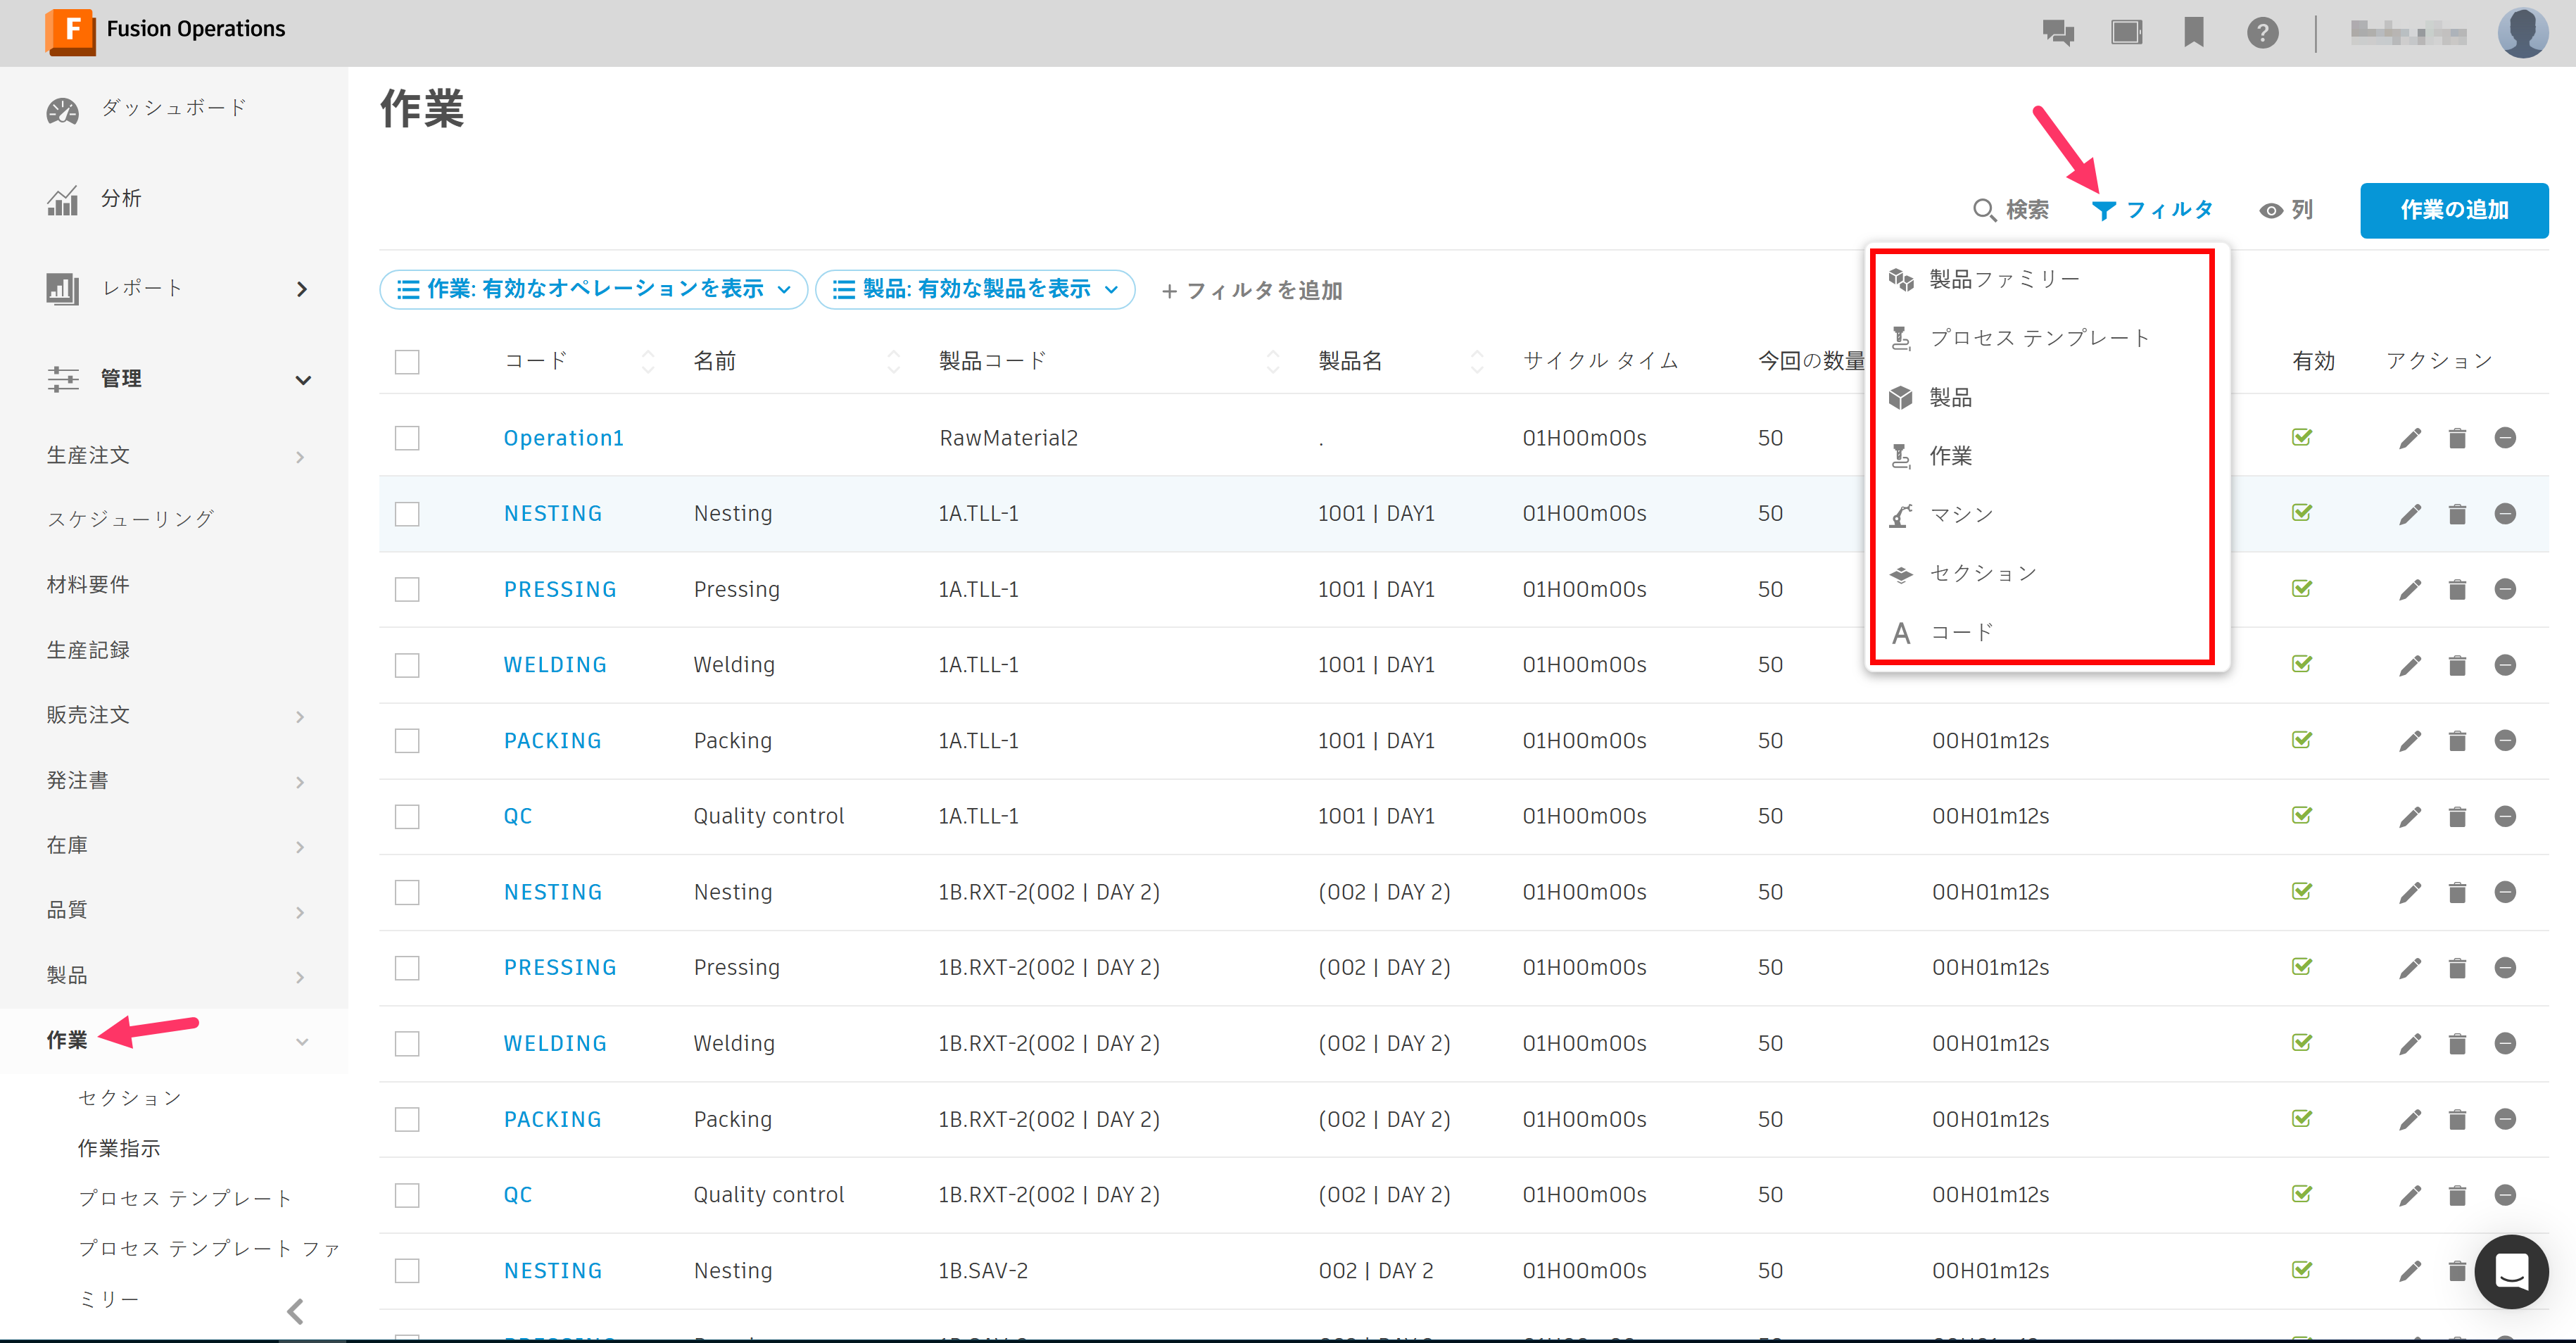 F Fusion Operations
?
ダッシュボード
分析
レポート
管理
生産注文
スケジューリング
材料要件
生産記録
販売注文
発注書
在庫
品質
製品
作業
セクション
作業指示
プロセス テンプレート
プロセス テンプレート ファ
ミリー
作業
検索 フィルタ 列 作業の追加
作業: 有効なオペレーションを表示 製品: 有効な製品を表示 + フィルタを追加
製品ファミリー
プロセス テンプレート
製品
作業
マシン
セクション
A コード
コード 名前 製品コード 製品名 サイクル タイム 今回の数量 有効 アクション
Operation1 RawMaterial2 . 01H00m00s 50
NESTING Nesting 1A.TLL-1 1001 | DAY1 01H00m00s 50
PRESSING Pressing 1A.TLL-1 1001 | DAY1 01H00m00s 50
WELDING Welding 1A.TLL-1 1001 | DAY1 01H00m00s 50
PACKING Packing 1A.TLL-1 1001 | DAY1 01H00m00s 50 00H01m12s
QC Quality control 1A.TLL-1 1001 | DAY1 01H00m00s 50 00H01m12s
NESTING Nesting 1B.RXT-2(002 | DAY 2) (002 | DAY 2) 01H00m00s 50 00H01m12s
PRESSING Pressing 1B.RXT-2(002 | DAY 2) (002 | DAY 2) 01H00m00s 50 00H01m12s
WELDING Welding 1B.RXT-2(002 | DAY 2) (002 | DAY 2) 01H00m00s 50 00H01m12s
PACKING Packing 1B.RXT-2(002 | DAY 2) (002 | DAY 2) 01H00m00s 50 00H01m12s
QC Quality control 1B.RXT-2(002 | DAY 2) (002 | DAY 2) 01H00m00s 50 00H01m12s
NESTING Nesting 1B.SAV-2 002 | DAY 2 01H00m00s 50 00H01m12s